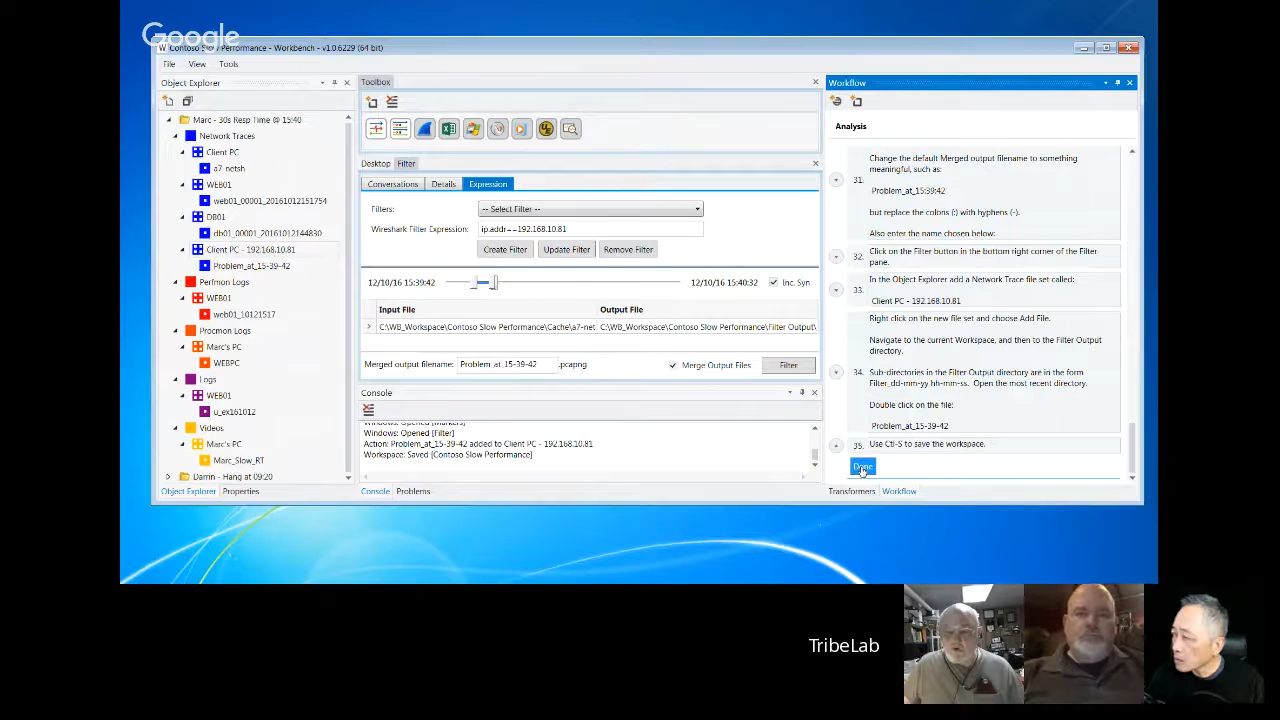 Google
Contoso Slow Performance - Workbench - v1.0.6229 (64 bit)
File View Tools
Object Explorer
Marc - 30s Resp Time @ 15:40
Network Traces
Client PC
a7-netsh
WEB01
web01_00001_20161012151754
DB01
db01_00001_20161012144830
Client PC - 192.168.10.81
Problem_at_15-39-42
Perfmon Logs
WEB01
web01_10121517
Procmon Logs
Marc's PC
WEBPC
Logs
WEB01
u_ex161012
Videos
Marc's PC
Marc_Slow_RT
Darrin - Hang at 09:20
Object Explorer Properties
Toolbox
Desktop Filter
Conversations Details Expression
Filters: -- Select Filter --
Wireshark Filter Expression: ip.addr==192.168.10.81
Create Filter Update Filter Remove Filter
12/10/16 15:39:42 12/10/16 15:40:32 Inc. Syn
Input File Output File
C:\WB_Workspace\Contoso Slow Performance\Cache\a7-net C:\WB_Workspace\Contoso Slow Performance\Filter Output\
Merged output filename: Problem_at_15-39-42 .pcapng Merge Output Files Filter
Console
Windows: Opened [Markers]
Windows: Opened [Filter]
Action: Problem_at_15-39-42 added to Client PC - 192.168.10.81
Workspace: Saved [Contoso Slow Performance]
Console Problems
Workflow
Analysis
31. Change the default Merged output filename to something
meaningful, such as:
Problem_at_15:39:42
but replace the colons (:) with hyphens (-).
Also enter the name chosen below:
32. Click on the Filter button in the bottom right corner of the Filter
pane.
33. In the Object Explorer add a Network Trace file set called:
Client PC - 192.168.10.81
34. Right click on the new file set and choose Add File.
Navigate to the current Workspace, and then to the Filter Output
directory.
Sub-directories in the Filter Output directory are in the form
Filter, dd-mm-yy hh-mm-ss. Open the most recent directory.
Double click on the file:
Problem_at_15-39-42
35. Use Ctl-S to save the workspace.
Done
Transformers Workflow
TribeLab